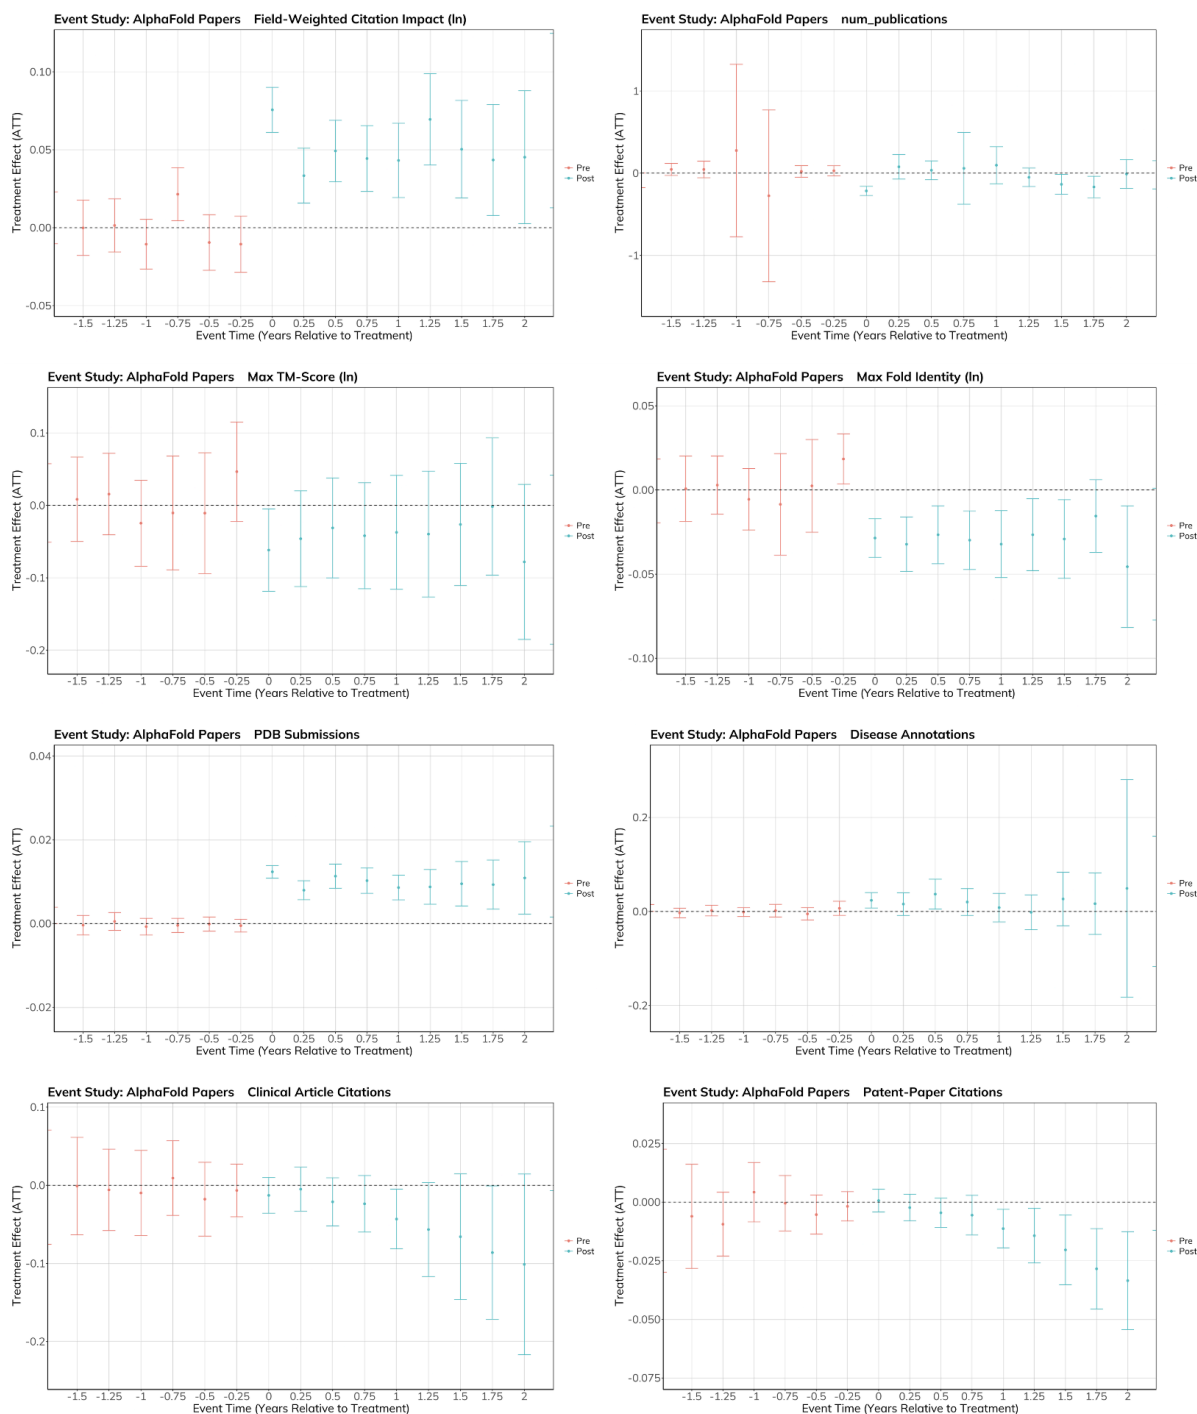 Event Study: AlphaFold Papers Field-Weighted Citation Impact (ln)
0.10
0.05
0.00
-0.05
Treatment Effect (ATT)
-1.5 -1.25 -1 -0.75 -0.5 -0.25 0 0.25 0.5 0.75 1 1.25 1.5 1.75 2
Event Time (Years Relative to Treatment)
Pre
Post
Event Study: AlphaFold Papers num_publications
1
0
-1
Treatment Effect (ATT)
-1.5 -1.25 -1 -0.75 -0.5 -0.25 0 0.25 0.5 0.75 1 1.25 1.5 1.75 2
Event Time (Years Relative to Treatment)
Pre
Post
Event Study: AlphaFold Papers Max TM-Score (ln)
0.1
0.0
-0.1
-0.2
Treatment Effect (ATT)
-1.5 -1.25 -1 -0.75 -0.5 -0.25 0 0.25 0.5 0.75 1 1.25 1.5 1.75 2
Event Time (Years Relative to Treatment)
Pre
Post
Event Study: AlphaFold Papers Max Fold Identity (ln)
0.05
0.00
-0.05
-0.10
Treatment Effect (ATT)
-1.5 -1.25 -1 -0.75 -0.5 -0.25 0 0.25 0.5 0.75 1 1.25 1.5 1.75 2
Event Time (Years Relative to Treatment)
Pre
Post
Event Study: AlphaFold Papers PDB Submissions
0.04
0.02
0.00
-0.02
Treatment Effect (ATT)
-1.5 -1.25 -1 -0.75 -0.5 -0.25 0 0.25 0.5 0.75 1 1.25 1.5 1.75 2
Event Time (Years Relative to Treatment)
Pre
Post
Event Study: AlphaFold Papers Disease Annotations
0.2
0.0
-0.2
Treatment Effect (ATT)
-1.5 -1.25 -1 -0.75 -0.5 -0.25 0 0.25 0.5 0.75 1 1.25 1.5 1.75 2
Event Time (Years Relative to Treatment)
Pre
Post
Event Study: AlphaFold Papers Clinical Article Citations
0.1
0.0
-0.1
-0.2
Treatment Effect (ATT)
-1.5 -1.25 -1 -0.75 -0.5 -0.25 0 0.25 0.5 0.75 1 1.25 1.5 1.75 2
Event Time (Years Relative to Treatment)
Pre
Post
Event Study: AlphaFold Papers Patent-Paper Citations
0.025
0.000
-0.025
-0.050
-0.075
Treatment Effect (ATT)
-1.5 -1.25 -1 -0.75 -0.5 -0.25 0 0.25 0.5 0.75 1 1.25 1.5 1.75 2
Event Time (Years Relative to Treatment)
Pre
Post